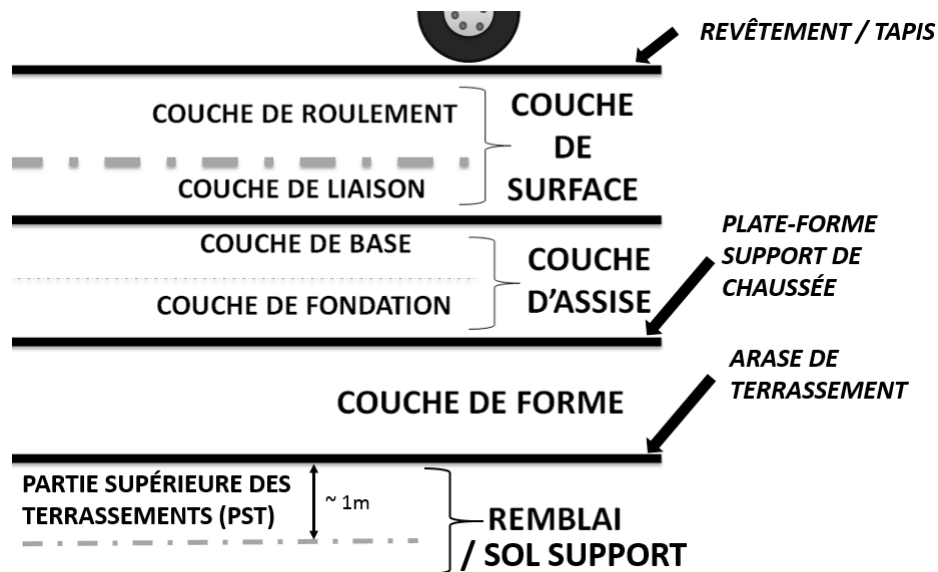 REVÊTEMENT / TAPIS
COUCHE DE ROULEMENT
COUCHE DE LIAISON
COUCHE
DE
SURFACE
COUCHE DE BASE
COUCHE DE FONDATION
COUCHE
D'ASSISE
PLATE-FORME
SUPPORT DE
CHAUSSÉE
COUCHE DE FORME
ARASE DE
TERRASSEMENT
PARTIE SUPÉRIEURE DES
TERRASSEMENTS (PST)
~ 1m
REMBLAI
/ SOL SUPPORT